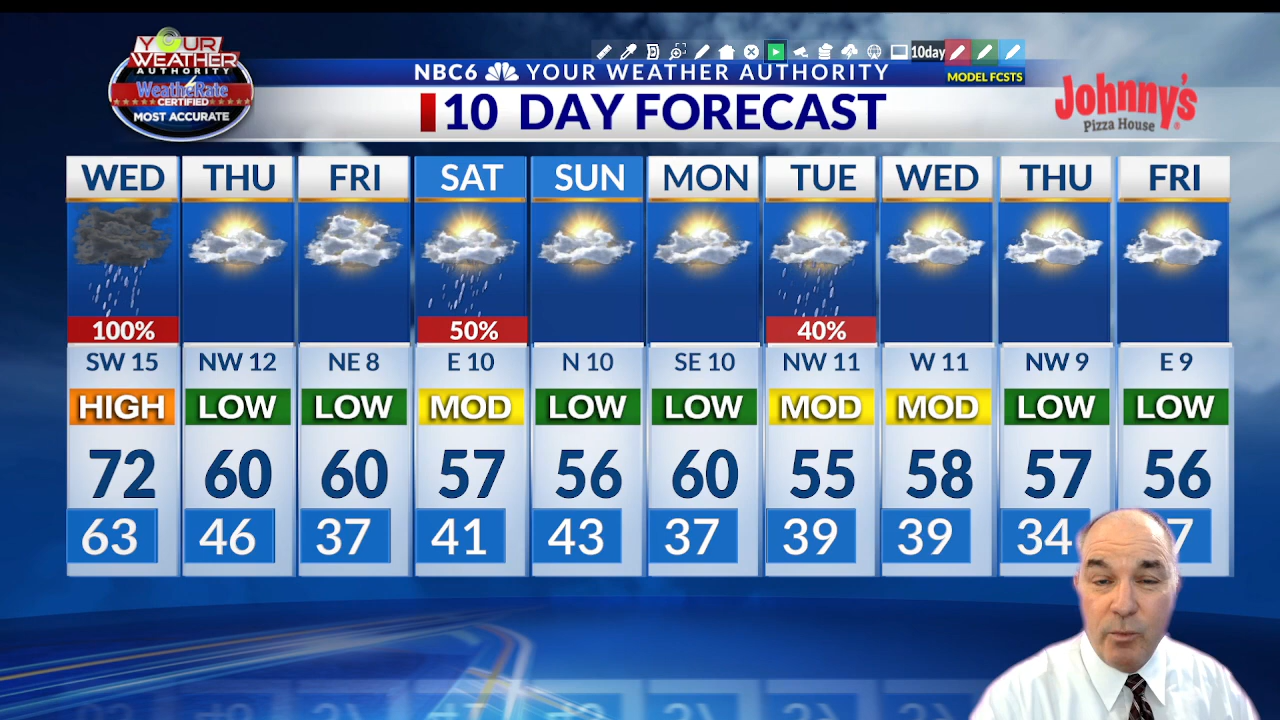 YOUR
WEATHER
AUTHORITY
WeatheRate
CERTIFIED
MOST ACCURATE
10day
NBC6 YOUR WEATHER AUTHORITY
MODEL FCSTS
10 DAY FORECAST
Johnny's
Pizza House
WED THU FRI SAT SUN MON TUE WED THU FRI
100% 50% 40%
SW 15 NW 12 NE 8 E 10 N 10 SE 10 NW 11 W 11 NW 9 E 9
HIGH LOW LOW MOD LOW LOW MOD MOD LOW LOW
72 60 60 57 56 60 55 58 57 56
63 46 37 41 43 37 39 39 34